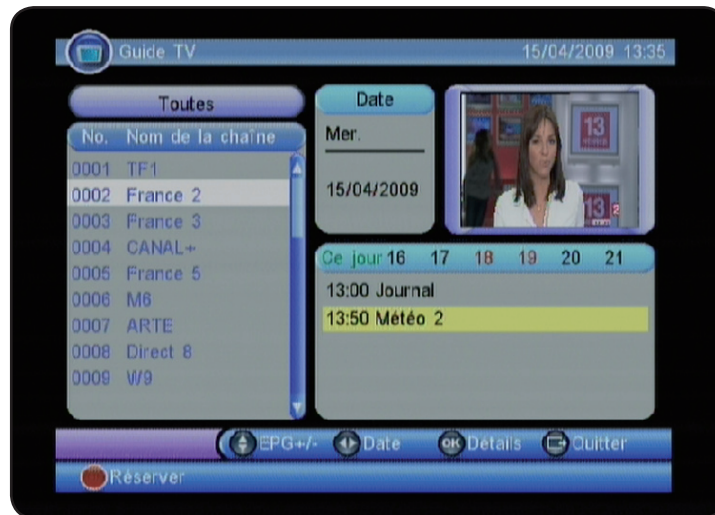 Guide TV 15/04/2009 13:35
Toutes
No. Nom de la chaîne
0001 TF1
0002 France 2
0003 France 3
0004 CANAL+
0005 France 5
0006 M6
0007 ARTE
0008 Direct 8
0009 W9
Date
Mer.
15/04/2009
13
13 2
Ce jour 16 17 18 19 20 21
13:00 Journal
13:50 Météo 2
EPG+/- Date OK Détails Quitter
Réserver